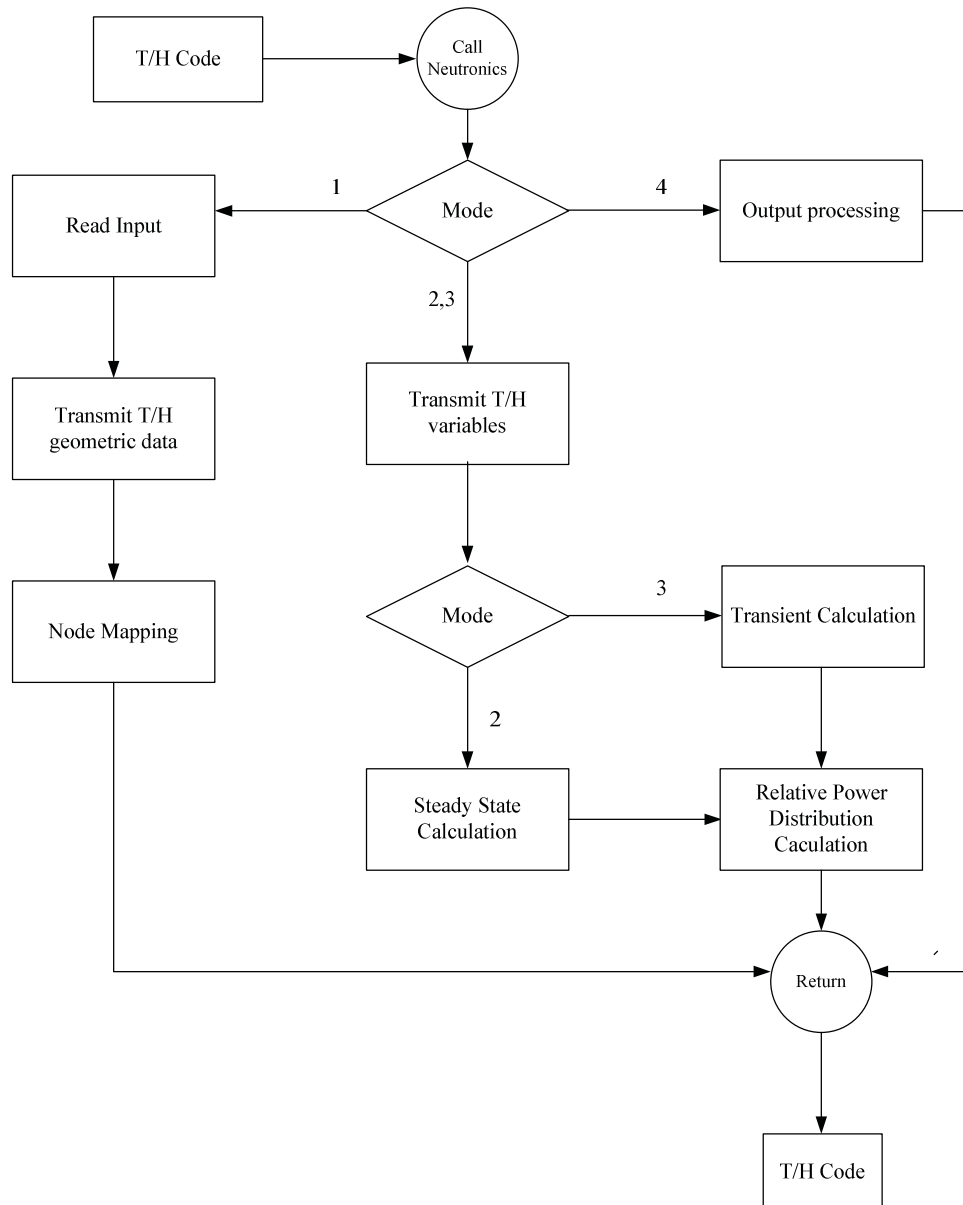 T/H Code
Call
Neutronics
1
Mode
4
Read Input
Output processing
2,3
Transmit T/H
geometric data
Transmit T/H
variables
Node Mapping
Mode
3
Transient Calculation
2
Steady State
Calculation
Relative Power
Distribution
Caculation
Return
T/H Code